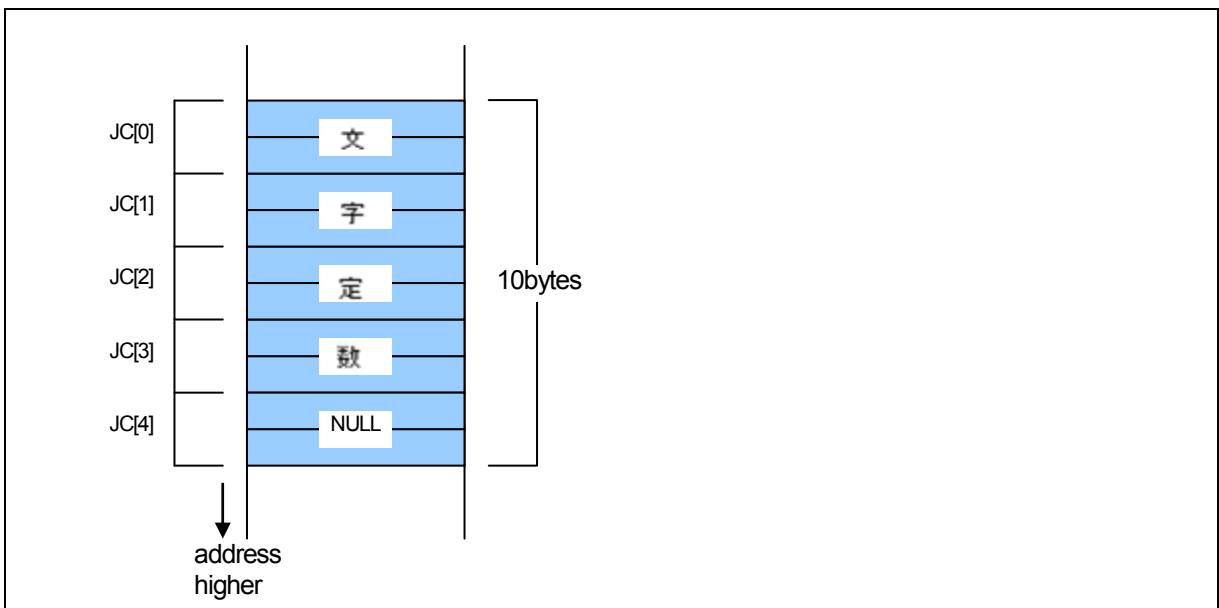 JC[0]
文
JC[1]
字
JC[2]
定
10bytes
JC[3]
数
JC[4]
NULL
address
higher